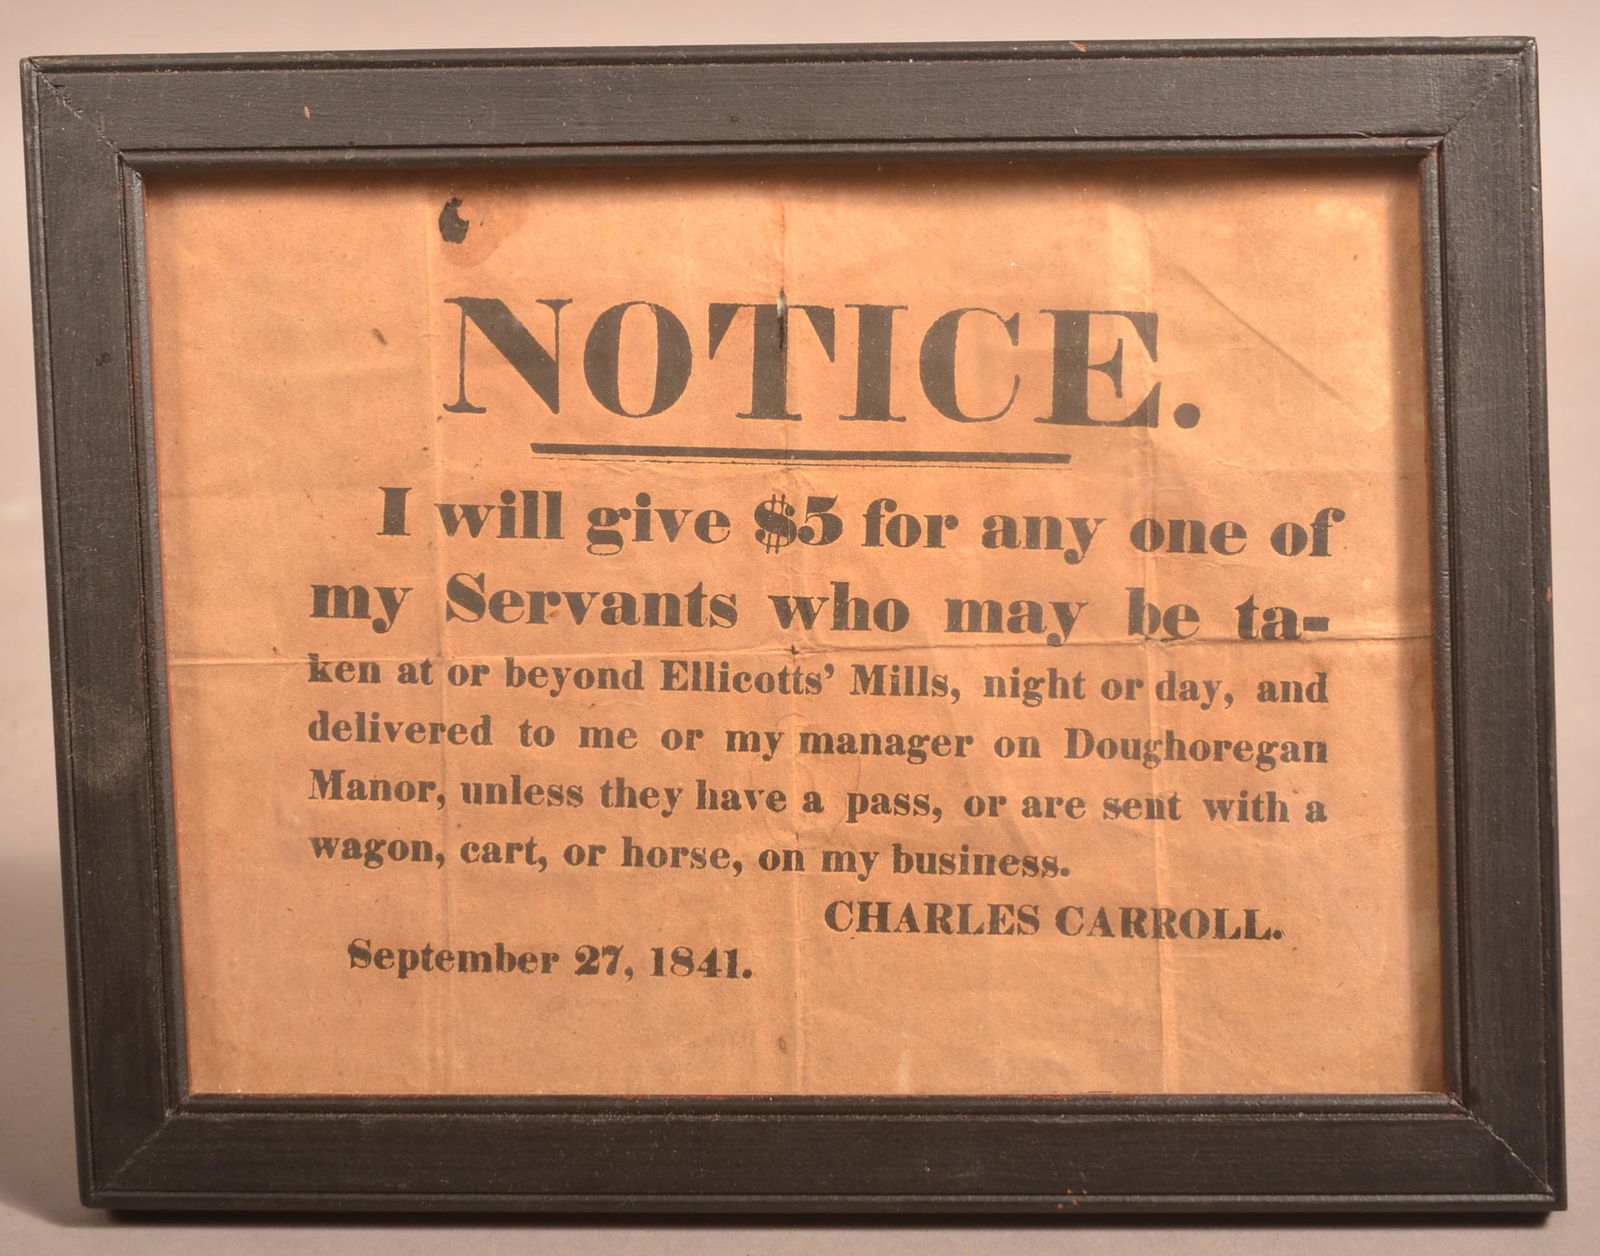 NOTICE.
I will give $5 for any one of
my Servants who may be ta-
ken at or beyond Ellicotts' Mills, night or day, and
delivered to me or my manager on Doughoregan
Manor, unless they have a pass, or are sent with a
wagon, cart, or horse, on my business.
CHARLES CARROLL.
September 27, 1841.